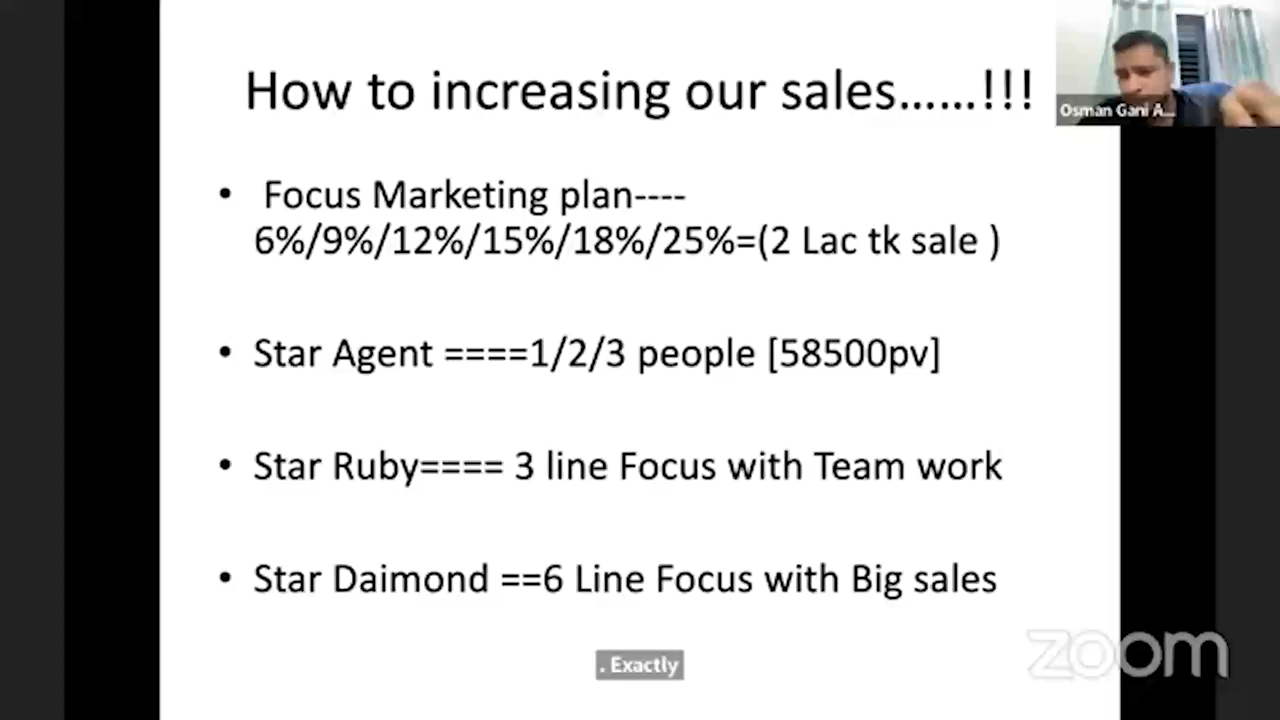 How to increasing our sales......!!!
Osman Gani A...
• Focus Marketing plan----
6%/9%/12%/15%/18%/25%=(2 Lac tk sale )
• Star Agent ====1/2/3 people [58500pv]
• Star Ruby==== 3 line Focus with Team work
• Star Daimond ==6 Line Focus with Big sales
. Exactly
zoom